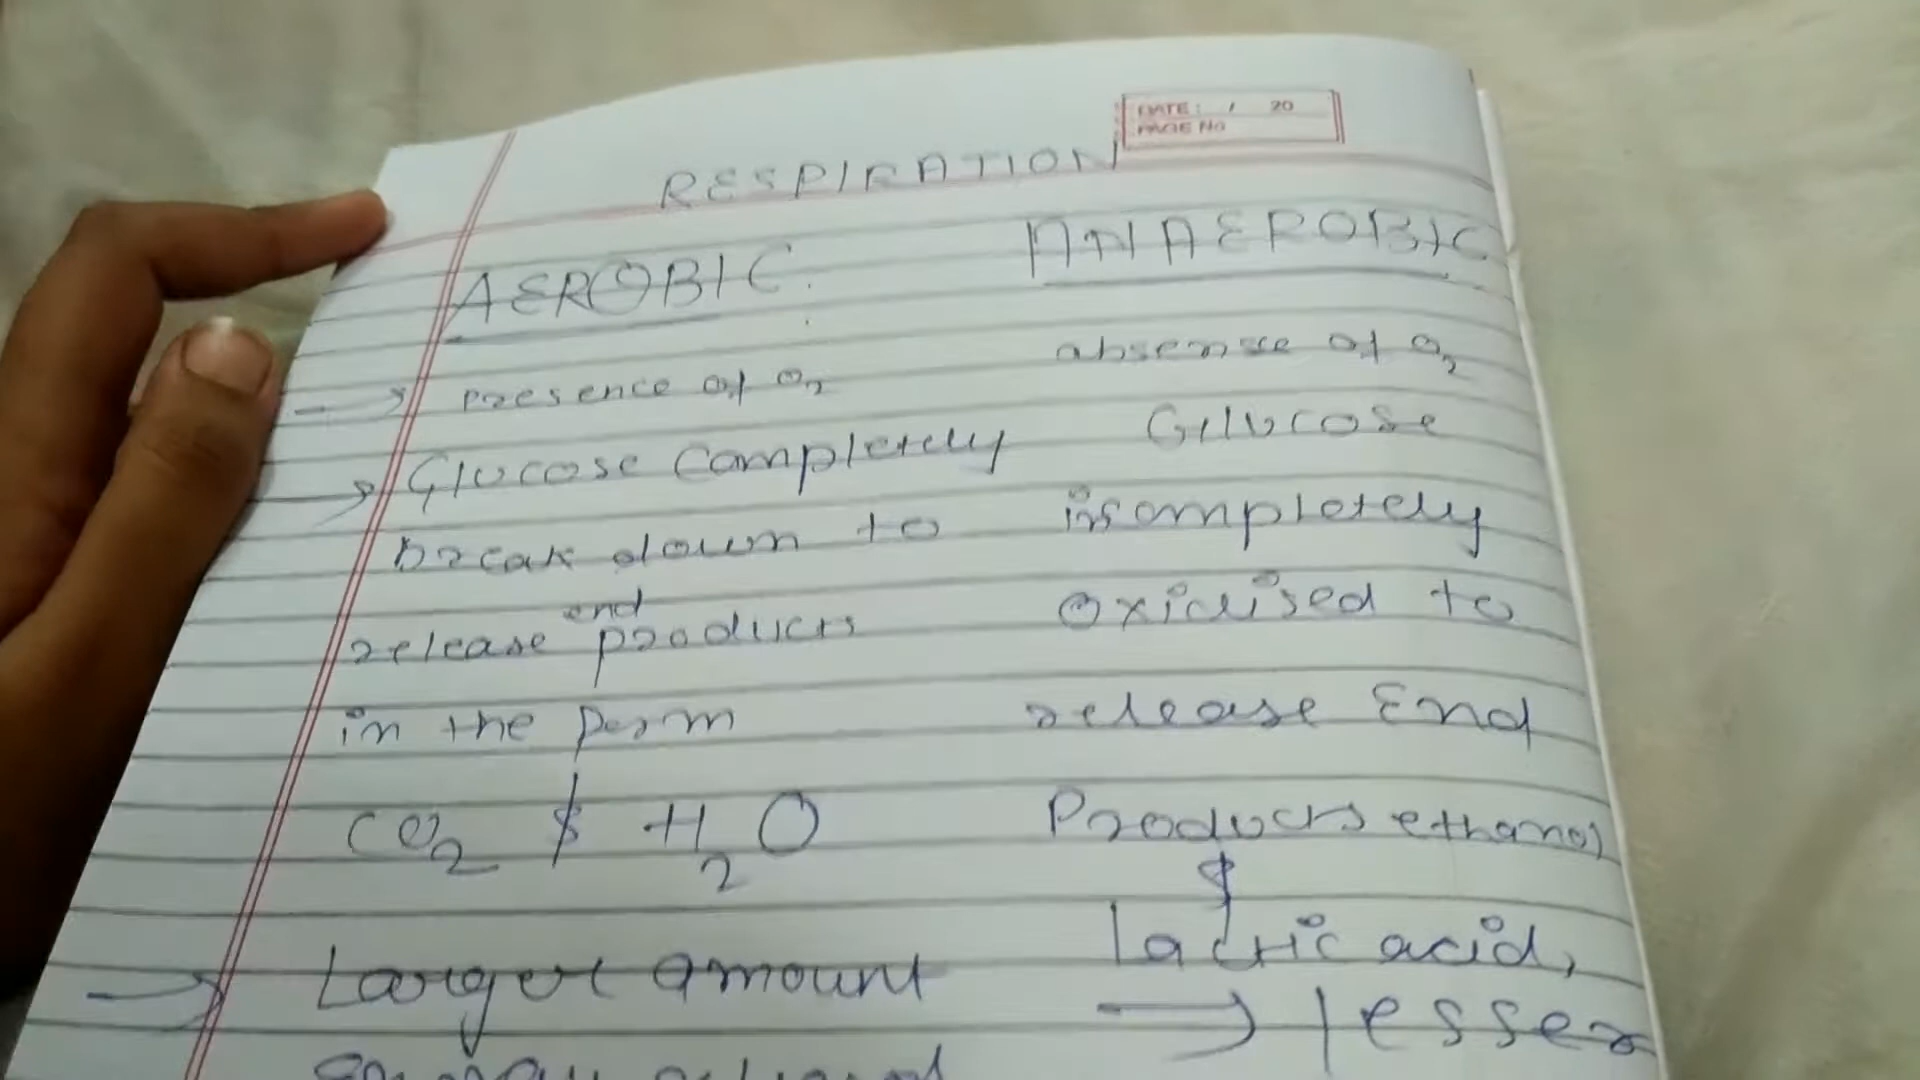 DATE: / 20
PAGE No
RESPIRATION
AEROBIC
→ presence of O2
→ Glucose completely
break down to
end
release products
in the form
CO2 & H2O
→ Larger amount
ANAEROBIC
absense of O2
Glucose
incompletely
oxidised to
release End
Products ethanol
&
lactic acid,
→ lesser